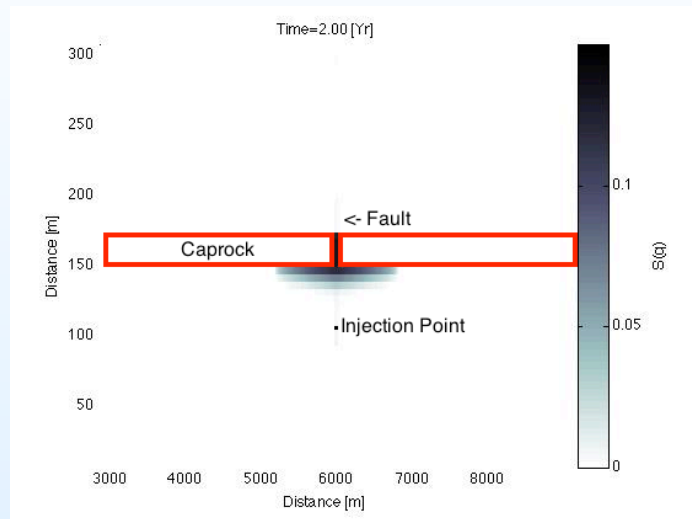 Time=2.00 [Yr]
300
250
200
<- Fault
Caprock
150
Injection Point
100
50
Distance [m]
3000 4000 5000 6000 7000 8000
Distance [m]
0.1
0.05
0
S(q)